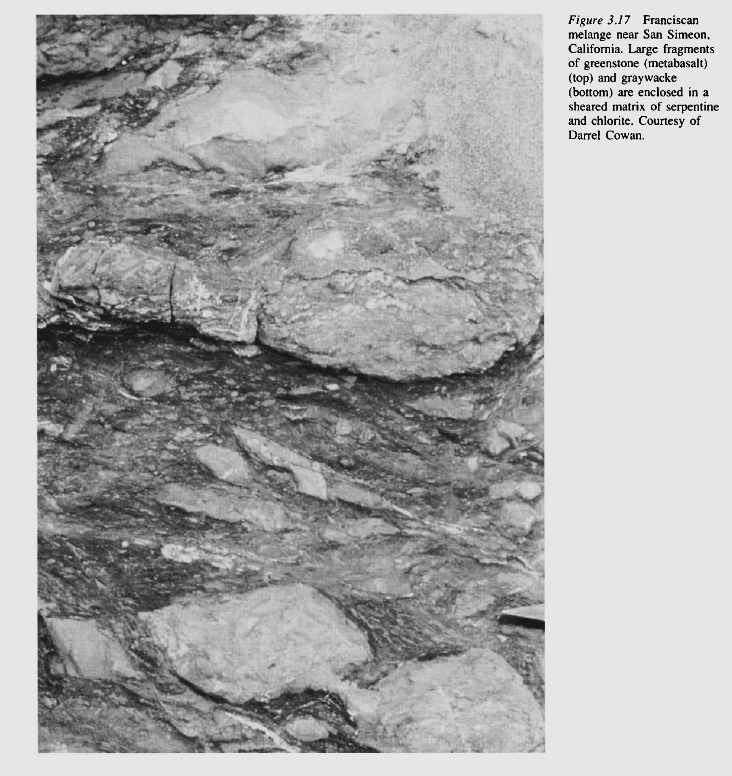 Figure 3.17 Franciscan
melange near San Simeon,
California. Large fragments
of greenstone (metabasalt)
(top) and graywacke
(bottom) are enclosed in a
sheared matrix of serpentine
and chlorite. Courtesy of
Darrel Cowan.